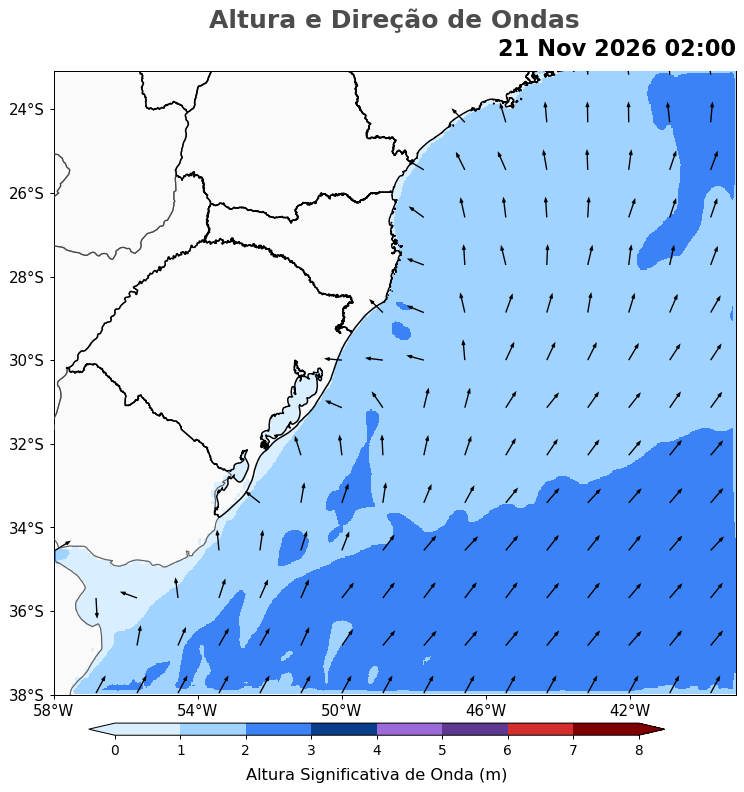 Altura e Direção de Ondas
21 Nov 2026 02:00
24°S
26°S
28°S
30°S
32°S
34°S
36°S
38°S
58°W 54°W 50°W 46°W 42°W
0 1 2 3 4 5 6 7 8
Altura Significativa de Onda (m)